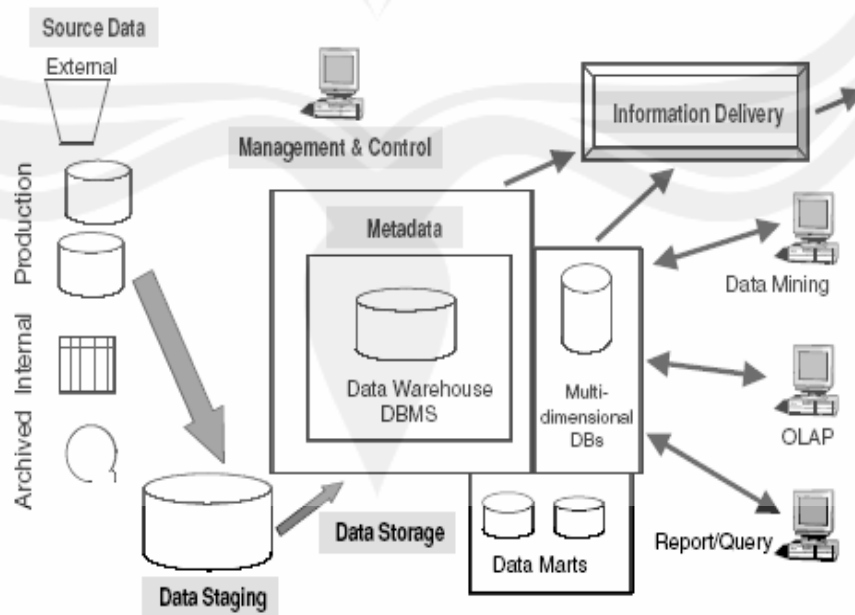 Source Data
External
Production
Internal
Archived
Management & Control
Information Delivery
Metadata
Data Warehouse
DBMS
Multi-
dimensional
DBs
Data Mining
OLAP
Report/Query
Data Marts
Data Storage
Data Staging